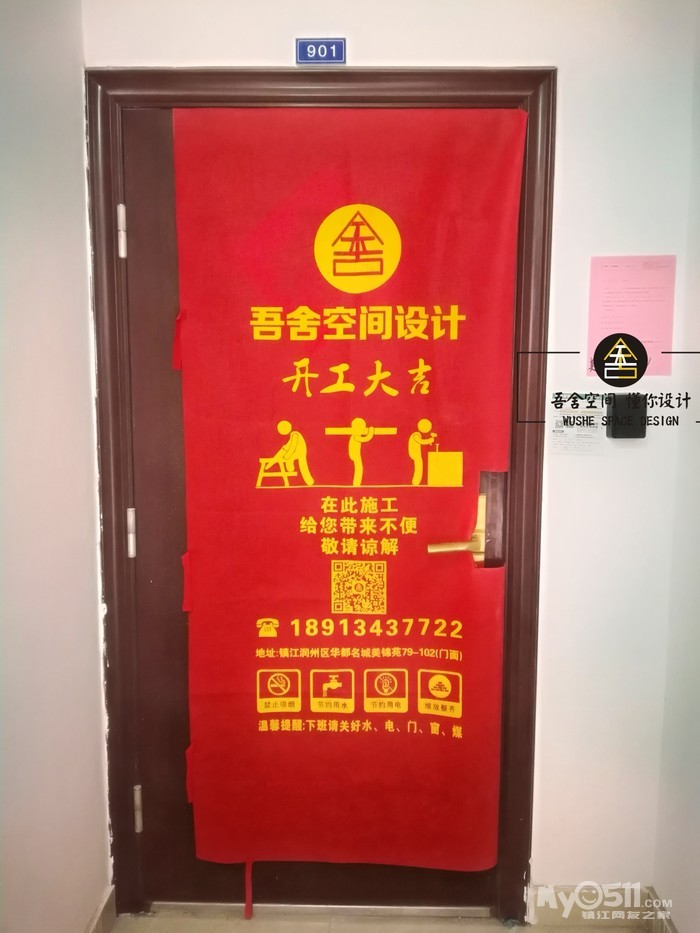 901
吾舍空间设计
开工大吉
吾舍空间 懂你设计
WUSHE SPACE DESIGN
在此施工
给您带来不便
敬请谅解
18913437722
地址:镇江润州区华都名城美锦苑79-102(门面)
禁止吸烟 节约用水 节约用电 堆放整齐
温馨提醒:下班请关好水、电、门、窗、煤
my0511.COM
镇江网友之家